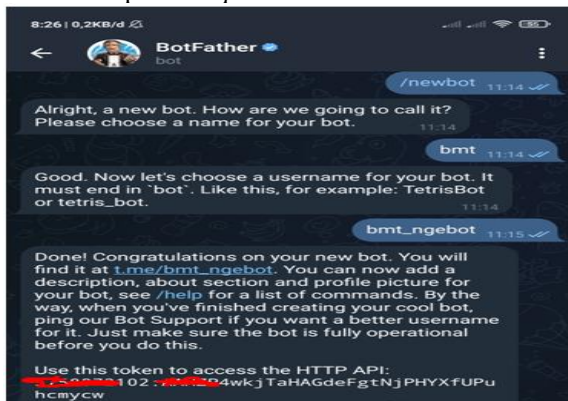 8:26 | 0,2KB/d
BotFather
bot
/newbot 11:14
Alright, a new bot. How are we going to call it?
Please choose a name for your bot. 11:14
bmt 11:14
Good. Now let's choose a username for your bot. It
must end in `bot`. Like this, for example: TetrisBot
or tetris_bot. 11:14
bmt_ngebot 11:15
Done! Congratulations on your new bot. You will
find it at t.me/bmt_ngebot. You can now add a
description, about section and profile picture for
your bot, see /help for a list of commands. By the
way, when you've finished creating your cool bot,
ping our Bot Support if you want a better username
for it. Just make sure the bot is fully operational
before you do this.
Use this token to access the HTTP API:
4wkjTaHAGdeFgtNjPHYXfUPu
hcmycw